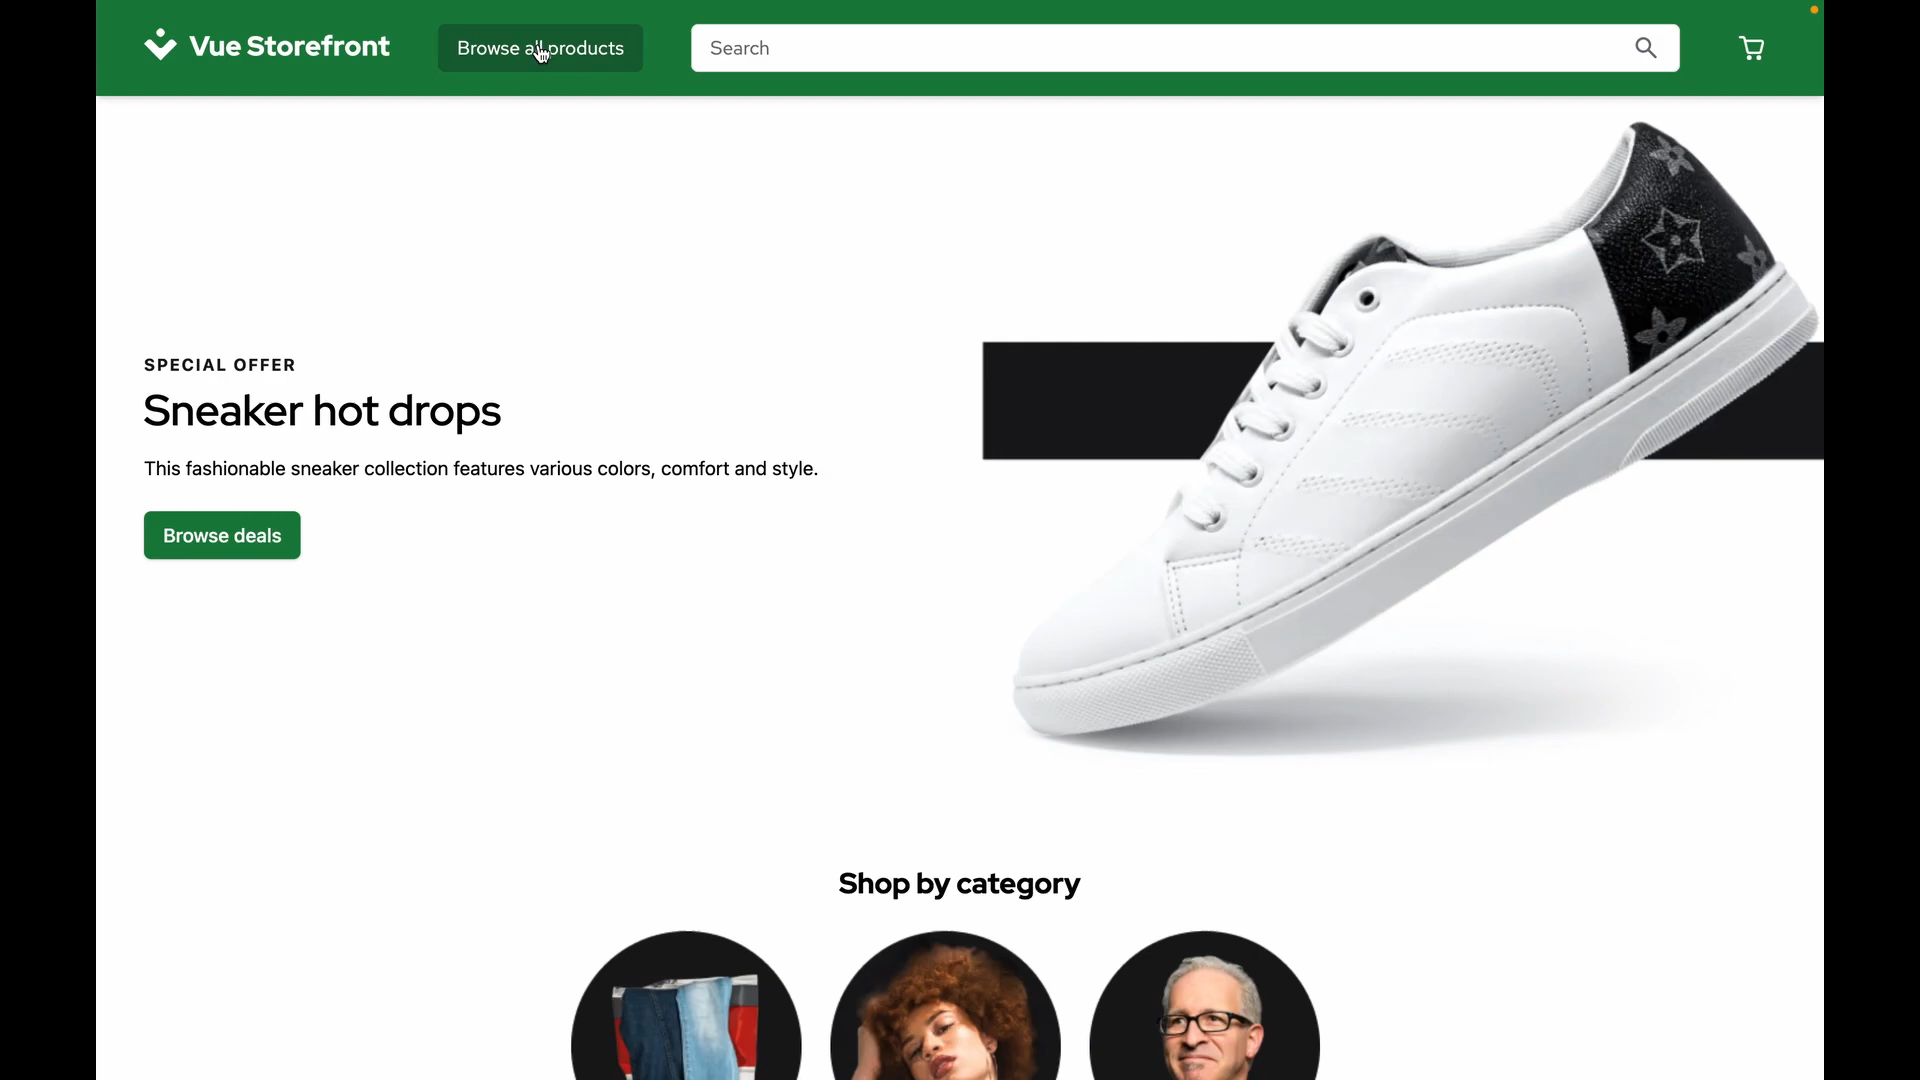 Vue Storefront
Browse all products
Search
SPECIAL OFFER
Sneaker hot drops
This fashionable sneaker collection features various colors, comfort and style.
Browse deals
Shop by category